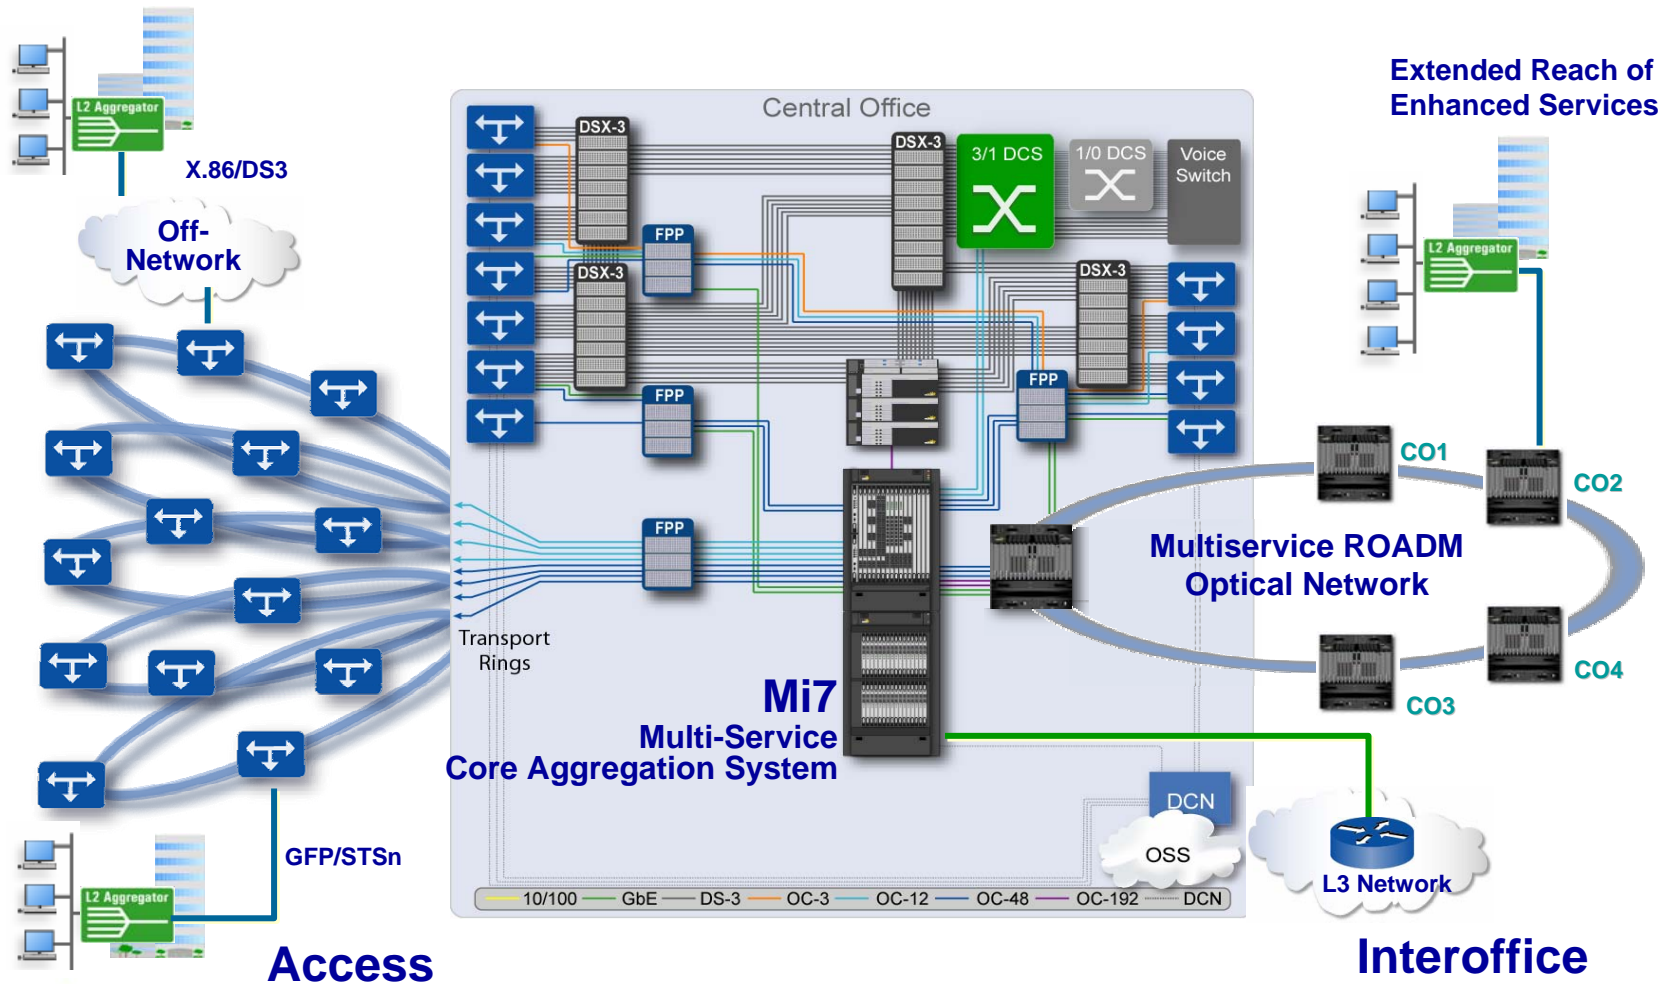 L2 Aggregator
X.86/DS3
Off-
Network
Central Office
DSX-3
DSX-3
3/1 DCS
1/0 DCS
Voice
Switch
FPP
DSX-3
DSX-3
FPP
FPP
FPP
Transport
Rings
Mi7
Multi-Service
Core Aggregation System
DCN
OSS
10/100
GbE
DS-3
OC-3
OC-12
OC-48
OC-192
DCN
Extended Reach of
Enhanced Services
L2 Aggregator
CO1
CO2
Multiservice ROADM
Optical Network
CO4
CO3
L3 Network
GFP/STSn
L2 Aggregator
Access
Interoffice